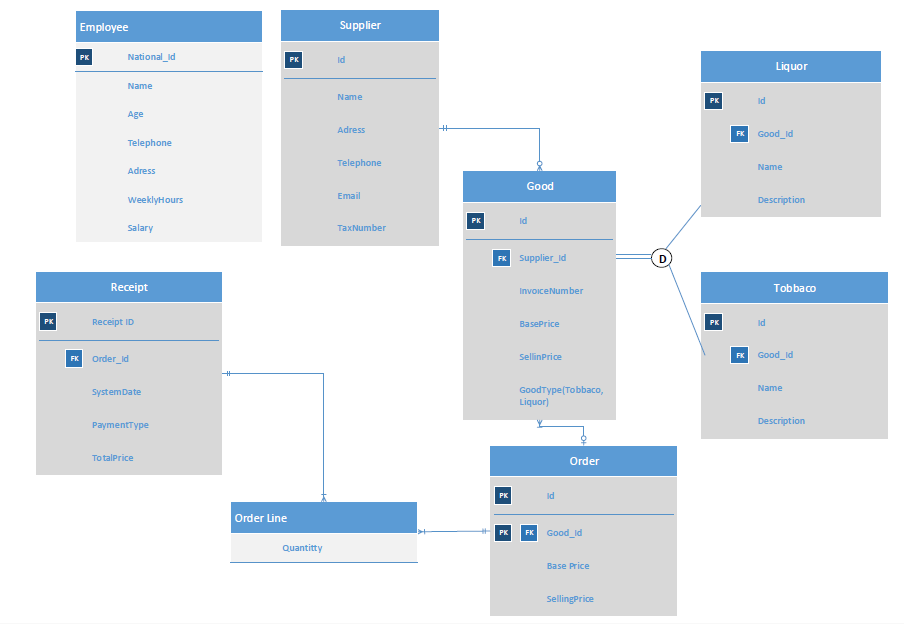 Employee
PK National_Id
Name
Age
Telephone
Adress
WeeklyHours
Salary
Supplier
PK Id
Name
Adress
Telephone
Email
TaxNumber
Good
PK Id
FK Supplier_Id
InvoiceNumber
BasePrice
SellinPrice
GoodType(Tobbaco,
Liquor)
D
Liquor
PK Id
FK Good_Id
Name
Description
Tobbaco
PK Id
FK Good_Id
Name
Description
Receipt
PK Receipt ID
FK Order_Id
SystemDate
PaymentType
TotalPrice
Order Line
Quantitty
Order
PK Id
PK FK Good_Id
Base Price
SellingPrice